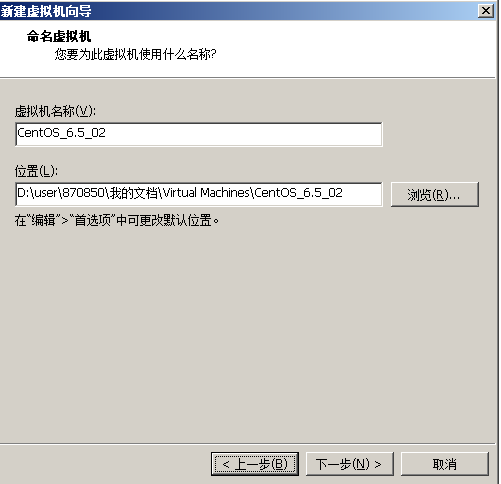 新建虚拟机向导
命名虚拟机
您要为此虚拟机使用什么名称?
虚拟机名称(V):
CentOS_6.5_02
位置(L):
D:\user\870850\我的文档\Virtual Machines\CentOS_6.5_02
浏览(R)...
在"编辑">"首选项"中可更改默认位置。
< 上一步(B)
下一步(N) >
取消